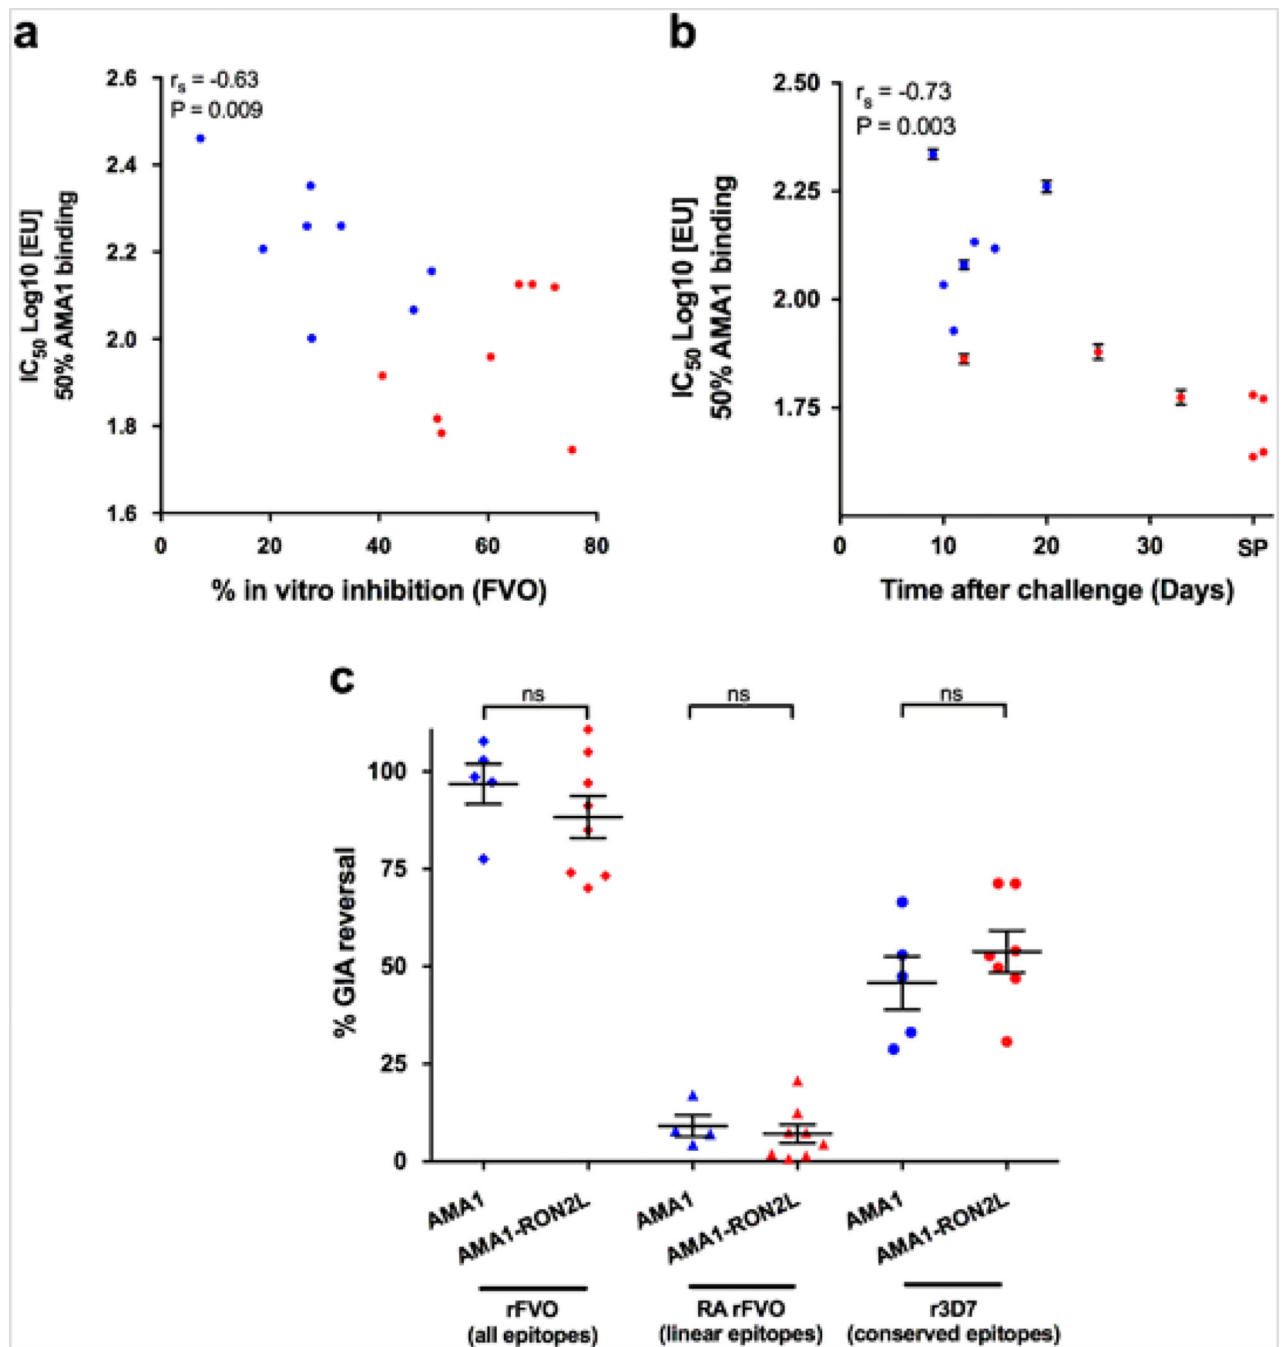 a
2.6
2.4
2.2
2.0
1.8
1.6
rs = -0.63
P = 0.009
IC50 Log10 [EU]
50% AMA1 binding
0 20 40 60 80
% in vitro inhibition (FVO)
b
2.50
2.25
2.00
1.75
rs = -0.73
P = 0.003
IC50 Log10 [EU]
50% AMA1 binding
0 10 20 30 SP
Time after challenge (Days)
c
ns ns ns
100
75
50
25
0
% GIA reversal
AMA1 AMA1-RON2L AMA1 AMA1-RON2L AMA1 AMA1-RON2L
rFVO RA rFVO r3D7
(all epitopes) (linear epitopes) (conserved epitopes)